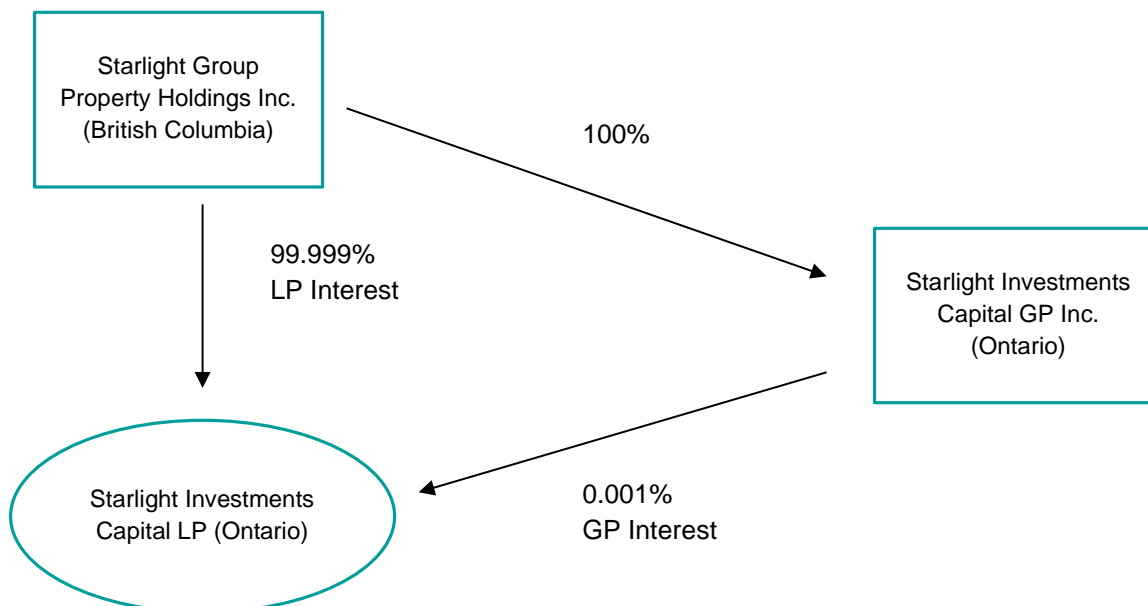 Starlight Group
Property Holdings Inc.
(British Columbia)
100%
99.999%
LP Interest
Starlight Investments
Capital GP Inc.
(Ontario)
Starlight Investments
Capital LP (Ontario)
0.001%
GP Interest